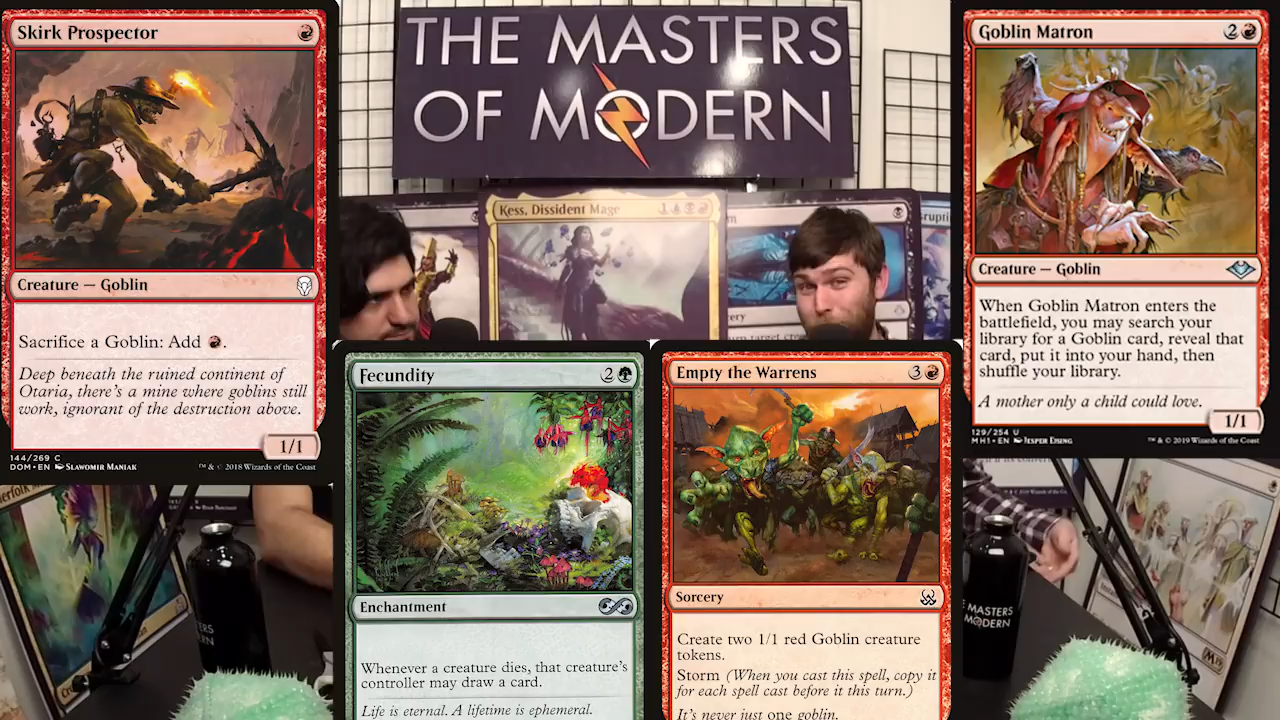 Skirk Prospector
Creature — Goblin
Sacrifice a Goblin: Add .
Deep beneath the ruined continent of
Otaria, there's a mine where goblins still
work, ignorant of the destruction above.
1/1
144/269 C
DOM • EN SLAWOMIR MANIAK
™ & © 2018 Wizards of the Coast
THE MASTERS
OF MODERN
Kess, Dissident Mage 1
Goblin Matron 2
Creature — Goblin
When Goblin Matron enters the
battlefield, you may search your
library for a Goblin card, reveal that
card, put it into your hand, then
shuffle your library.
A mother only a child could love.
1/1
129/254 U
MH1 • EN JESPER EJSING
™ & © 2019 Wizards of the Coast
Fecundity 2
Enchantment
Whenever a creature dies, that creature's
controller may draw a card.
Life is eternal. A lifetime is ephemeral.
Empty the Warrens 3
Sorcery
Create two 1/1 red Goblin creature
tokens.
Storm (When you cast this spell, copy it
for each spell cast before it this turn.)
It's never just one goblin.
ERS
ERN
MASTERS
MODERN